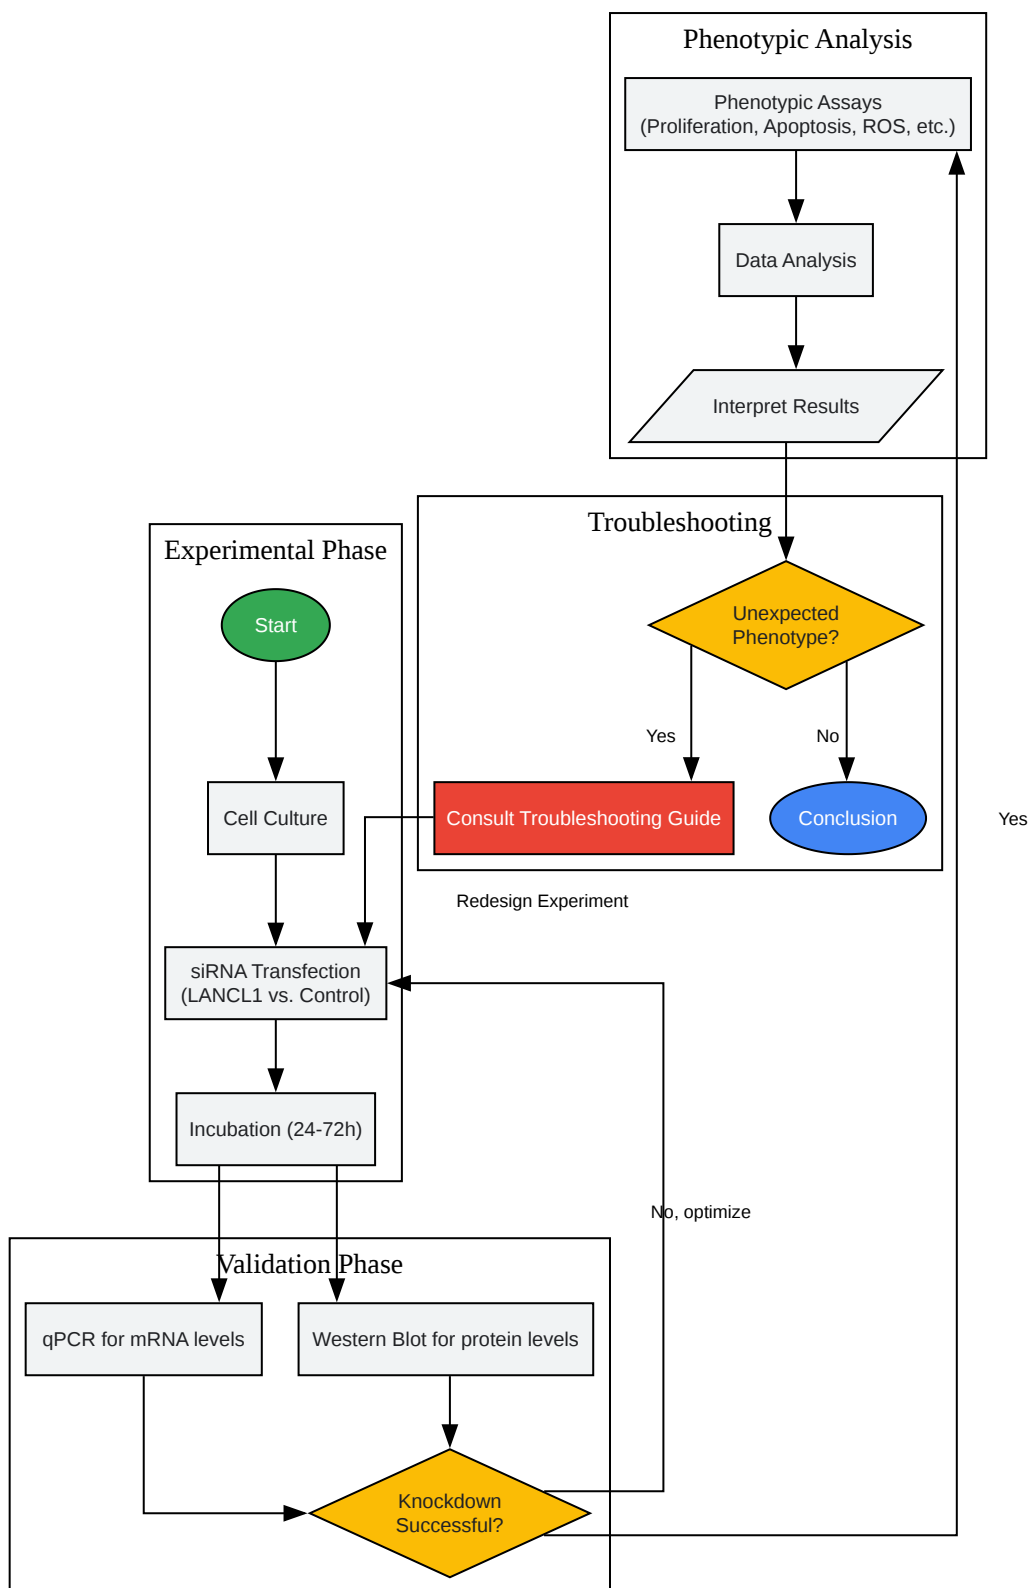 Phenotypic Analysis
Phenotypic Assays
(Proliferation, Apoptosis, ROS, etc.)
Data Analysis
Interpret Results
Troubleshooting
Unexpected
Phenotype?
Yes
No
Consult Troubleshooting Guide
Conclusion
Yes
Redesign Experiment
Experimental Phase
Start
Cell Culture
siRNA Transfection
(LANCL1 vs. Control)
Incubation (24-72h)
No, optimize
Validation Phase
qPCR for mRNA levels
Western Blot for protein levels
Knockdown
Successful?